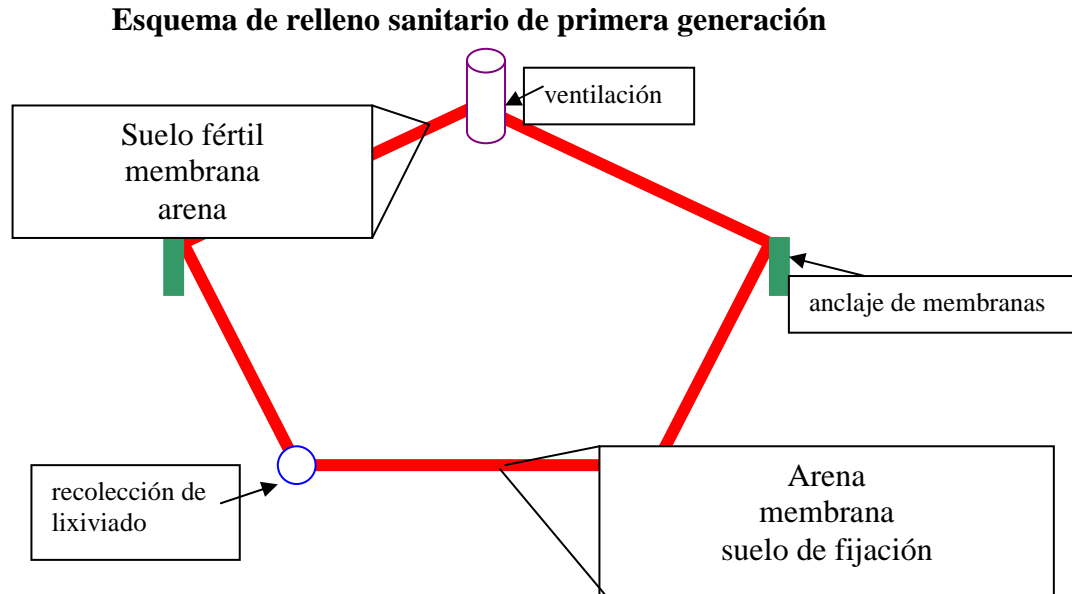 Esquema de relleno sanitario de primera generación
ventilación
Suelo fértil
membrana
arena
anclaje de membranas
recolección de
lixiviado
Arena
membrana
suelo de fijación